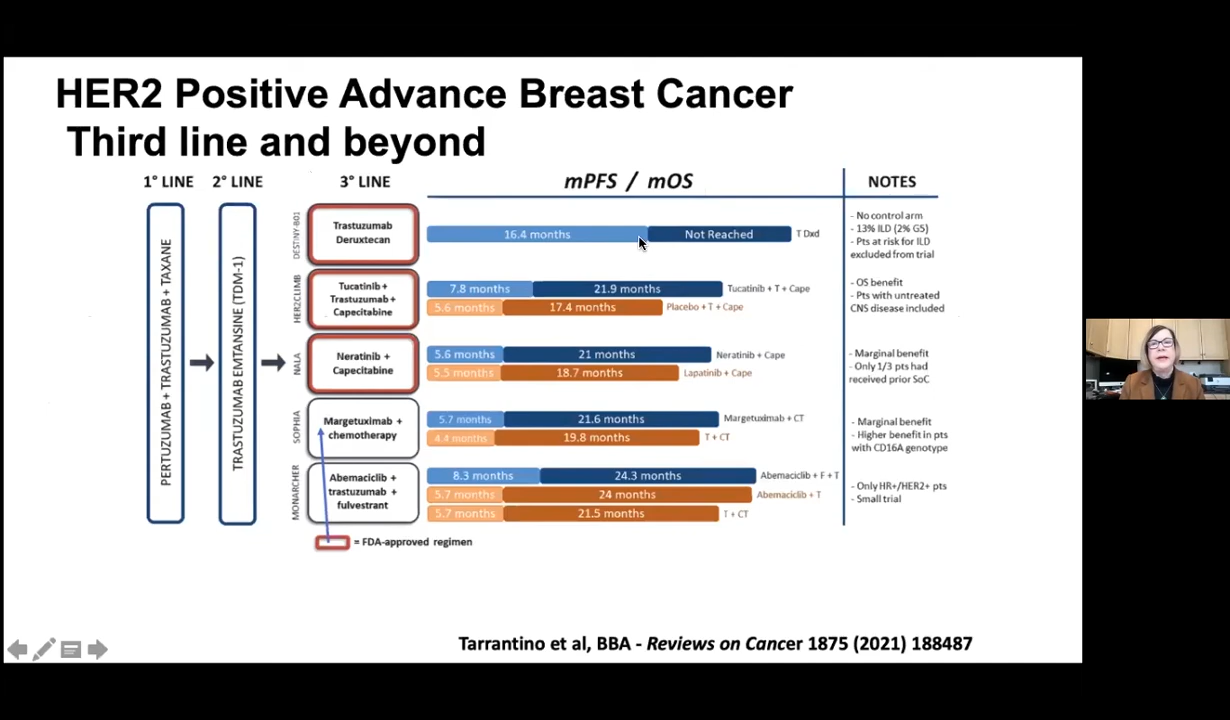 HER2 Positive Advance Breast Cancer
Third line and beyond
1° LINE 2° LINE 3° LINE mPFS / mOS NOTES
PERTUZUMAB + TRASTUZUMAB + TAXANE
TRASTUZUMAB EMTANSINE (TDM-1)
DESTINY-B01
Trastuzumab
Deruxtecan
16.4 months Not Reached T Dxd
- No control arm
- 13% ILD (2% G5)
- Pts at risk for ILD
excluded from trial
HER2CLIMB
Tucatinib +
Trastuzumab +
Capecitabine
7.8 months 21.9 months Tucatinib + T + Cape
5.6 months 17.4 months Placebo + T + Cape
- OS benefit
- Pts with untreated
CNS disease included
NALA
Neratinib +
Capecitabine
5.6 months 21 months Neratinib + Cape
5.5 months 18.7 months Lapatinib + Cape
- Marginal benefit
- Only 1/3 pts had
received prior SoC
SOPHIA
Margetuximab +
chemotherapy
5.7 months 21.6 months Margetuximab + CT
4.4 months 19.8 months T + CT
- Marginal benefit
- Higher benefit in pts
with CD16A genotype
MONARCHER
Abemaciclib +
trastuzumab +
fulvestrant
8.3 months 24.3 months Abemaciclib + F + T
5.7 months 24 months Abemaciclib + T
5.7 months 21.5 months T + CT
- Only HR+/HER2+ pts
- Small trial
= FDA-approved regimen
Tarrantino et al, BBA - Reviews on Cancer 1875 (2021) 188487